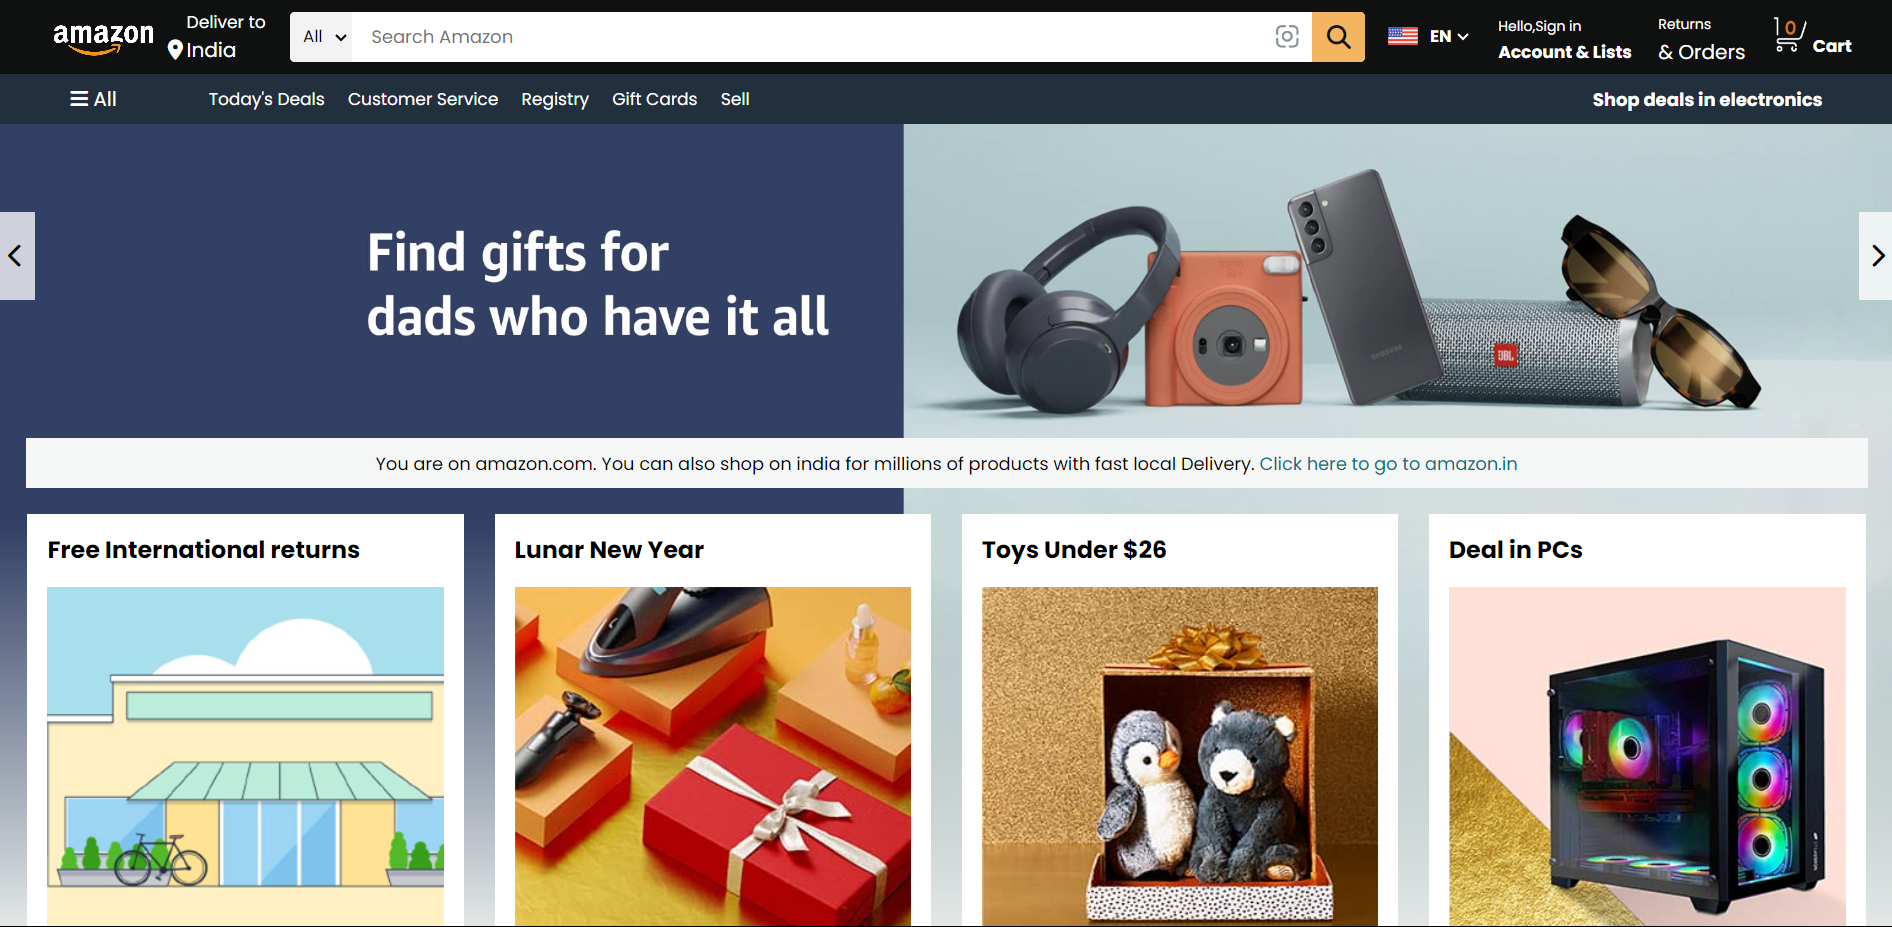 amazon
Deliver to
India
All
Search Amazon
EN
Hello,Sign in
Account & Lists
Returns
& Orders
0
Cart
All
Today's Deals
Customer Service
Registry
Gift Cards
Sell
Shop deals in electronics
Find gifts for
dads who have it all
SAMSUNG
JBL
You are on amazon.com. You can also shop on india for millions of products with fast local Delivery. Click here to go to amazon.in
Free International returns
Lunar New Year
Toys Under $26
Deal in PCs